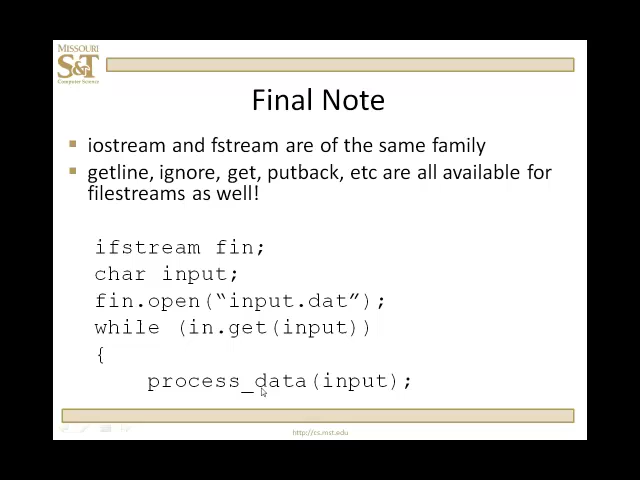 MISSOURI
S&T
Computer Science
Final Note
iostream and fstream are of the same family
getline, ignore, get, putback, etc are all available for
filestreams as well!
ifstream fin;
char input;
fin.open(“input.dat”);
while (in.get(input))
{
process_data(input);
http://cs.mst.edu